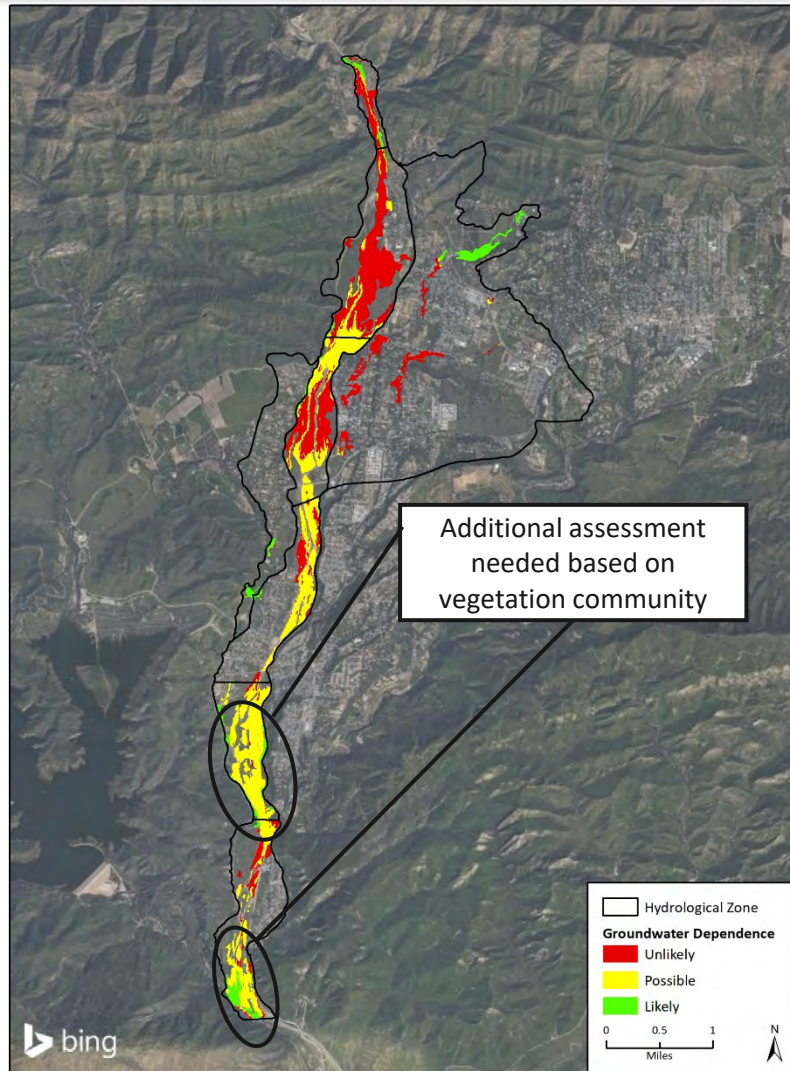 Additional assessment
needed based on
vegetation community
Hydrological Zone
Groundwater Dependence
Unlikely
Possible
Likely
0 0.5 1
Miles
N
bing